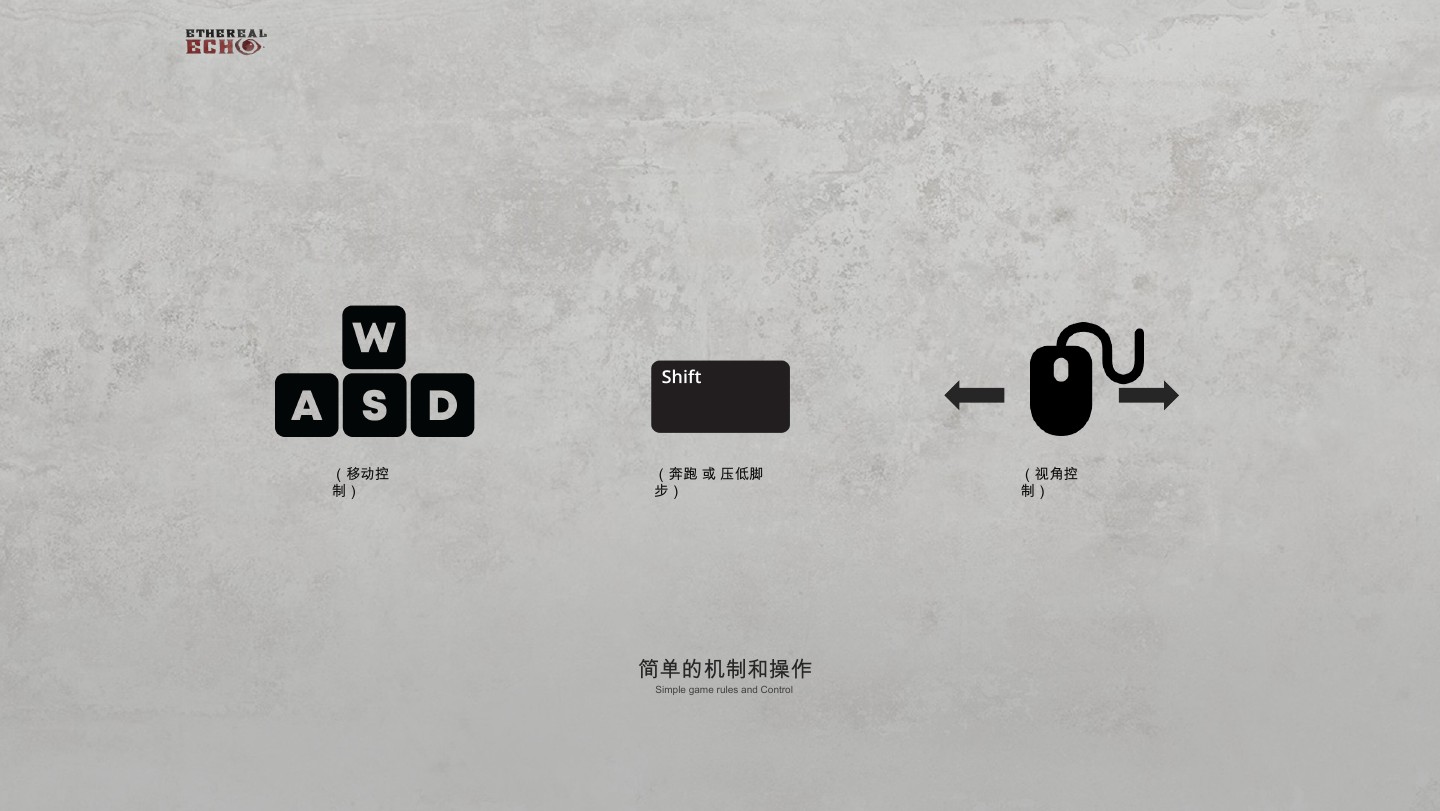 ETHEREAL
ECHO
W
A S D
Shift
（移动控
制）
（奔跑 或 压低脚
步）
（视角控
制）
简单的机制和操作
Simple game rules and Control